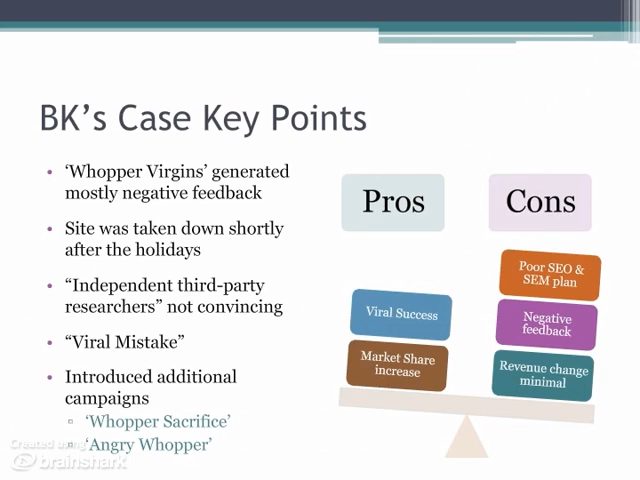 BK’s Case Key Points
• ‘Whopper Virgins’ generated
mostly negative feedback
• Site was taken down shortly
after the holidays
• “Independent third-party
researchers” not convincing
• “Viral Mistake”
• Introduced additional
campaigns
▫ ‘Whopper Sacrifice’
▫ ‘Angry Whopper’
Pros
Viral Success
Market Share
increase
Cons
Poor SEO &
SEM plan
Negative
feedback
Revenue change
minimal
Created using
brainshark